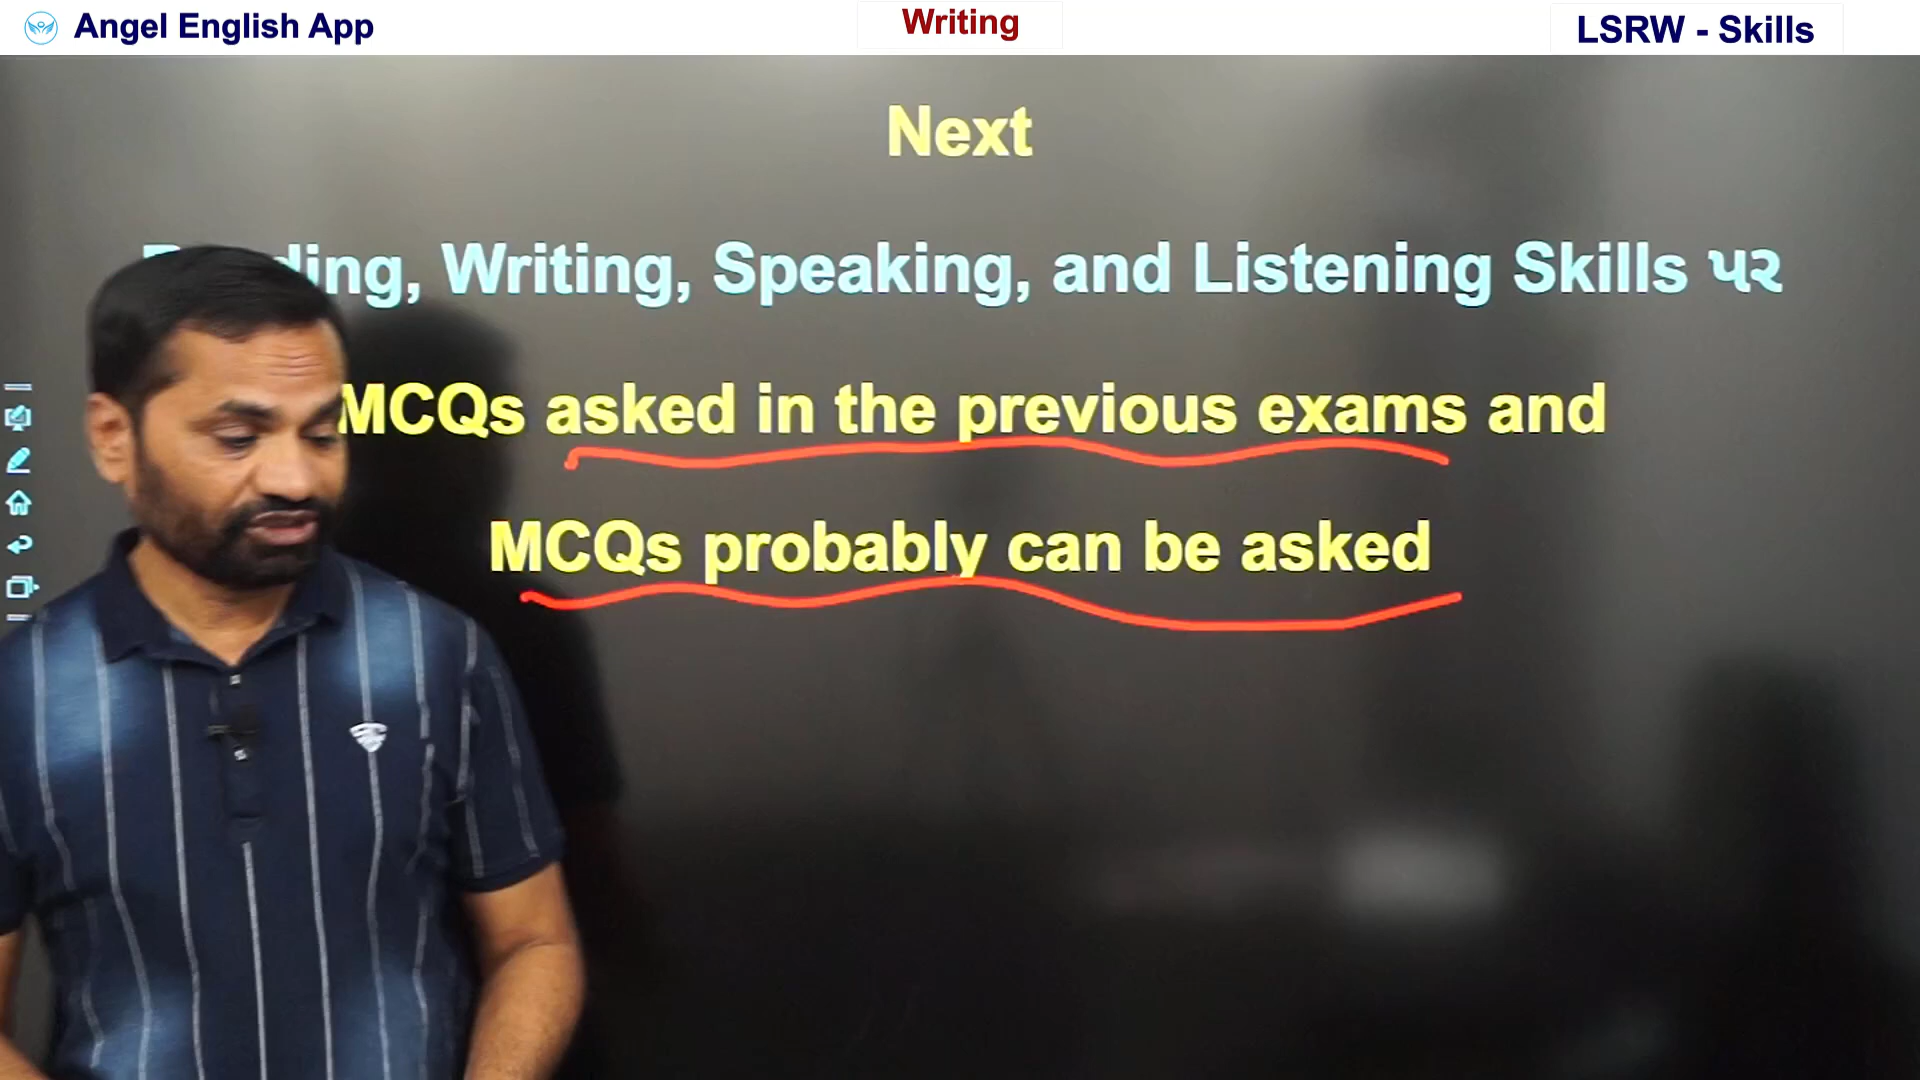 Angel English App
Writing
LSRW - Skills
Next
Writing, Speaking, and Listening Skills પર
MCQs asked in the previous exams and
MCQs probably can be asked